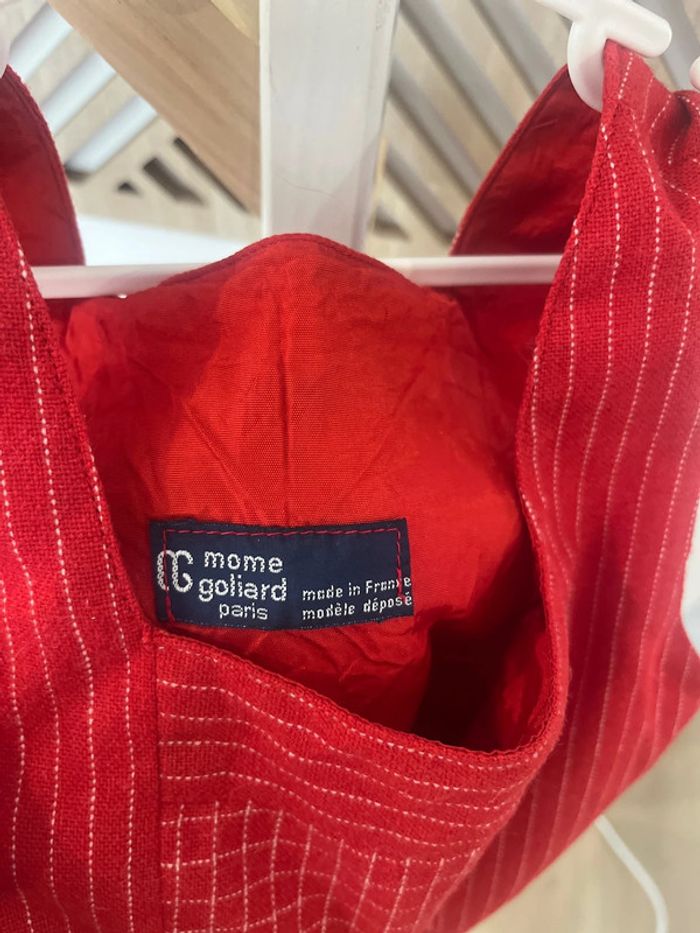 mome
goliard
paris
made in France
modèle déposé